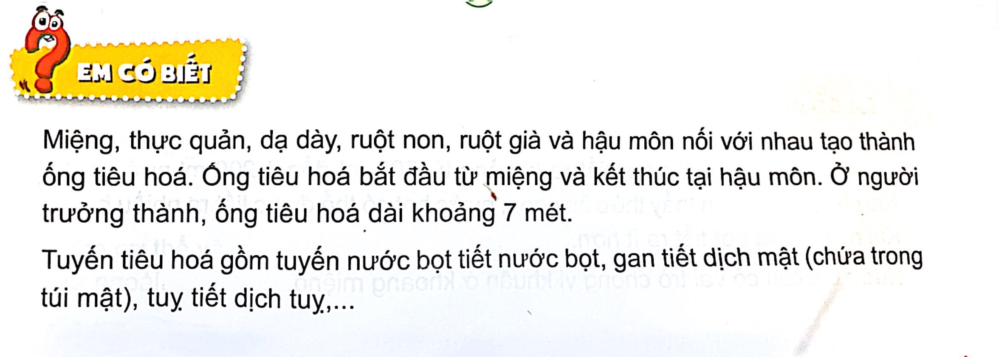 EM CÓ BIẾT
Miệng, thực quản, dạ dày, ruột non, ruột già và hậu môn nối với nhau tạo thành
ống tiêu hoá. Ống tiêu hoá bắt đầu từ miệng và kết thúc tại hậu môn. Ở người
trưởng thành, ống tiêu hoá dài khoảng 7 mét.
Tuyến tiêu hoá gồm tuyến nước bọt tiết nước bọt, gan tiết dịch mật (chứa trong
túi mật), tuỵ tiết dịch tuỵ,...